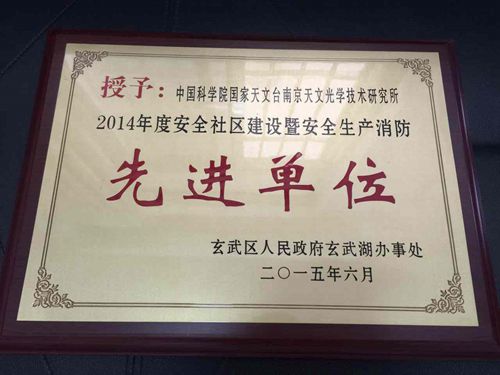 授予：中国科学院国家天文台南京天文光学技术研究所
2014年度安全社区建设暨安全生产消防
先进单位
玄武区人民政府玄武湖办事处
二〇一五年六月